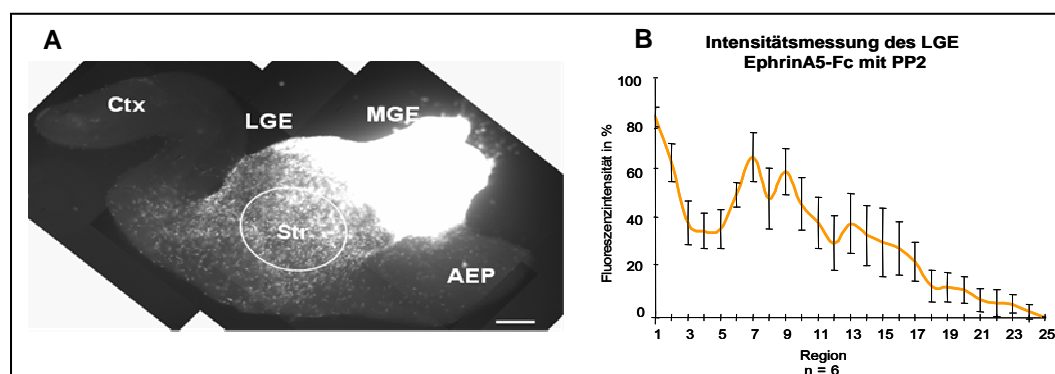 A
Ctx
LGE
MGE
Str
AEP
B
Intensitätsmessung des LGE
EphrinA5-Fc mit PP2
Fluoreszenzintensität in %
100
80
60
40
20
0
1 3 5 7 9 11 13 15 17 19 21 23 25
Region
n = 6